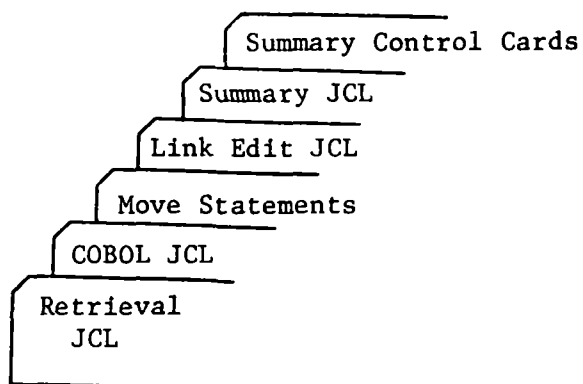 Summary Control Cards
Summary JCL
Link Edit JCL
Move Statements
COBOL JCL
Retrieval
JCL